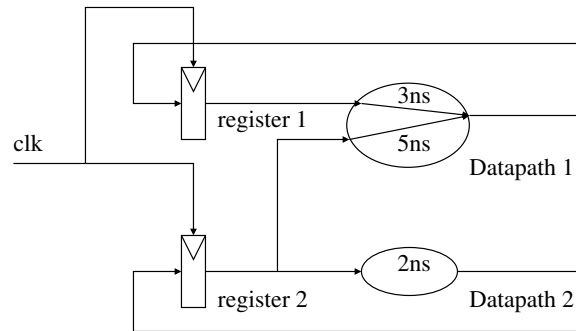 3ns
register 1
clk
5ns
Datapath 1
2ns
register 2
Datapath 2